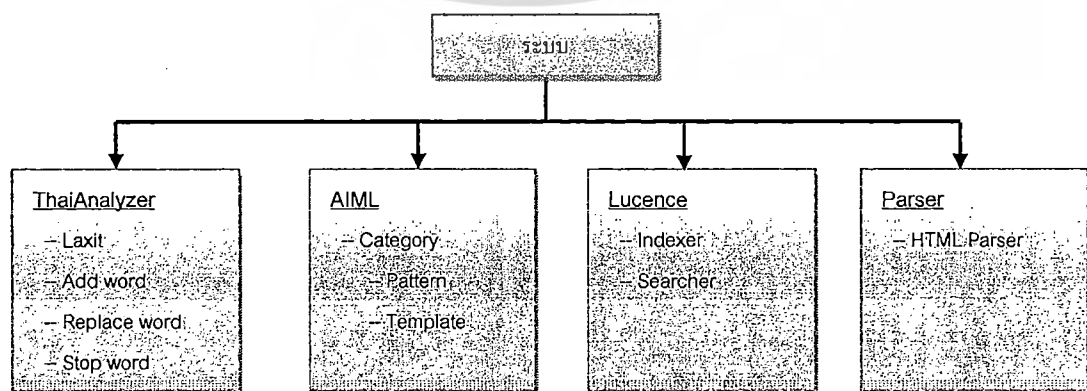 ระบบ
ThaiAnalyzer
– Laxit
– Add word
– Replace word
– Stop word
AIML
– Category
– Pattern
– Template
Lucence
– Indexer
– Searcher
Parser
– HTML Parser